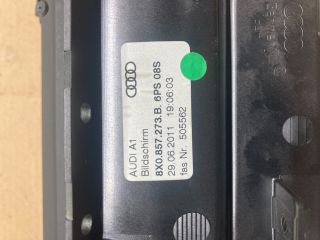 AUDI A1
Bildschirm
8X0.857.273.B. 6PS 08S
29.06.2011 19:06:03
fas Nr. 505562